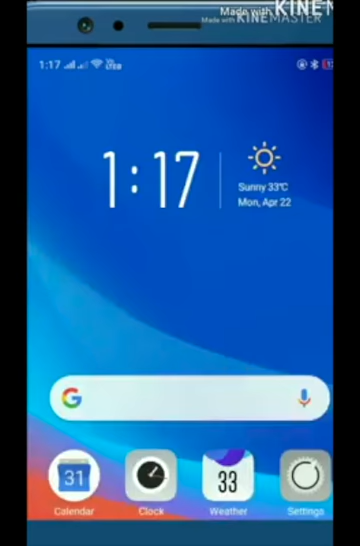 Made with KINEM
Made with KINEMASTER
1:17
1:17
Sunny 33°C
Mon, Apr 22
G
31
33
Calendar
Clock
Weather
Settings